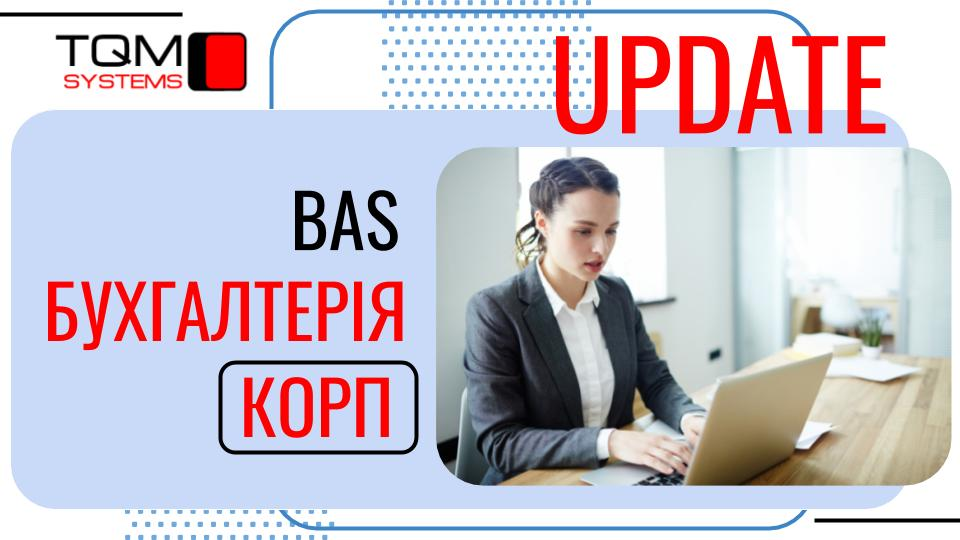 TQM
SYSTEMS
UPDATE
BAS
БУХГАЛТЕРІЯ
КОРП